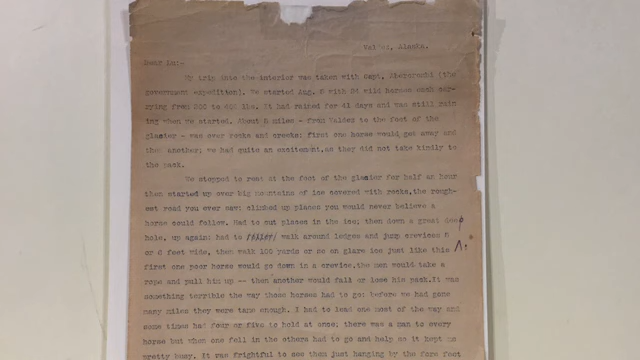 Valdez, Alaska.
Dear Lu:-
My trip into the interior was taken with Capt. Abercrombi (the
government expedition). We started Aug. 5 with 24 wild horses each car-
rying from 200 to 400 lbs. It had rained for 41 days and was still rain
ing when we started. About 5 miles - from Valdez to the foot of the
glasier - was over rocks and creeks: first one horse would get away and
then another; we had quite an excitement,as they did not take kindly to
the pack.
We stopped to rest at the foot of the glasier for half an hour
then started up over big mountains of ice covered with rocks,the rough-
est road you ever saw: climbed up places you would never believe a
horse could follow. Had to cut places in the ice; then down a great deep
hole, up again; had to walk around ledges and jump crevices
or 6 feet wide, then walk 100 yards or so on glare ice just like this
first one poor horse would go down in a crevice,the men would take a
rope and pull him up -- then another would fall or lose his pack.It was
something terrible the way those horses had to go: before we had gone
many miles they were tame enough. I had to lead one most of the way and
some times had four or five to hold at once; there was a man to every
horse but when one fell in the others had to go and help so it kept me
pretty busy. It was frightful to see them just hanging by the fore feet